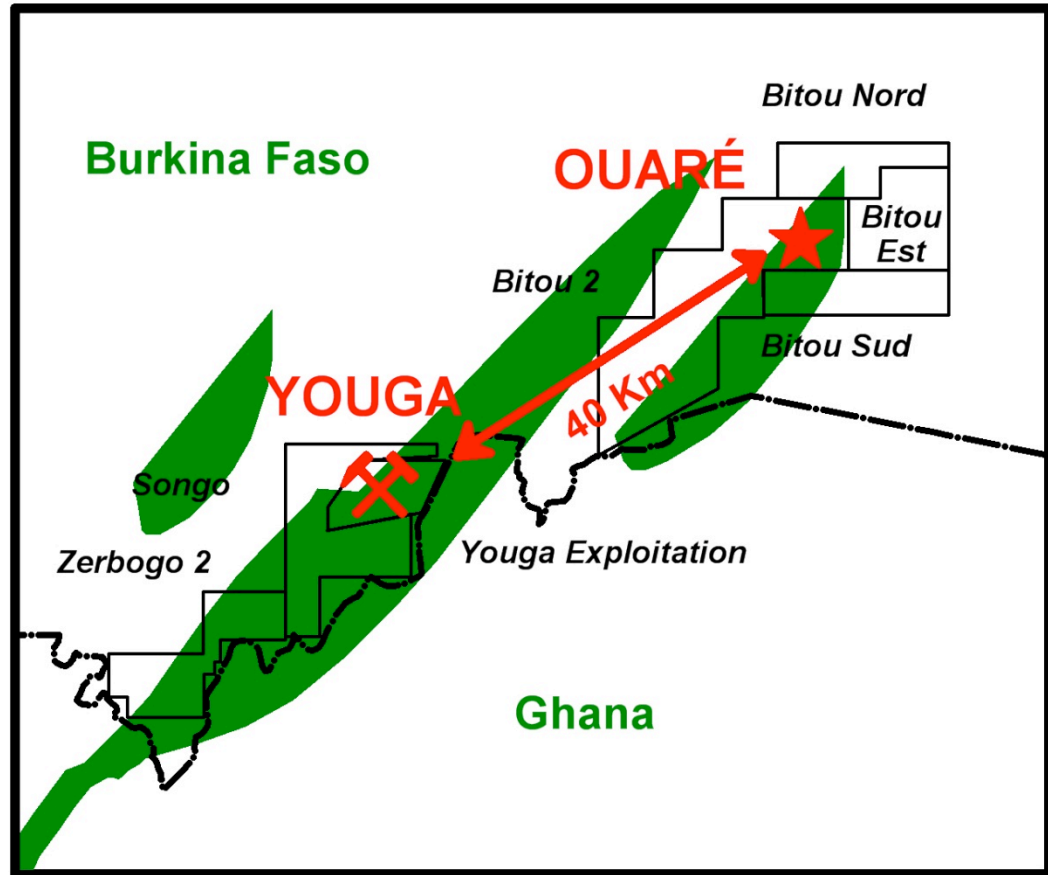 Bitou Nord
Burkina Faso
OUARÉ
Bitou
Est
Bitou 2
Bitou Sud
YOUGA
40 Km
Songo
Zerbogo 2
Youga Exploitation
Ghana